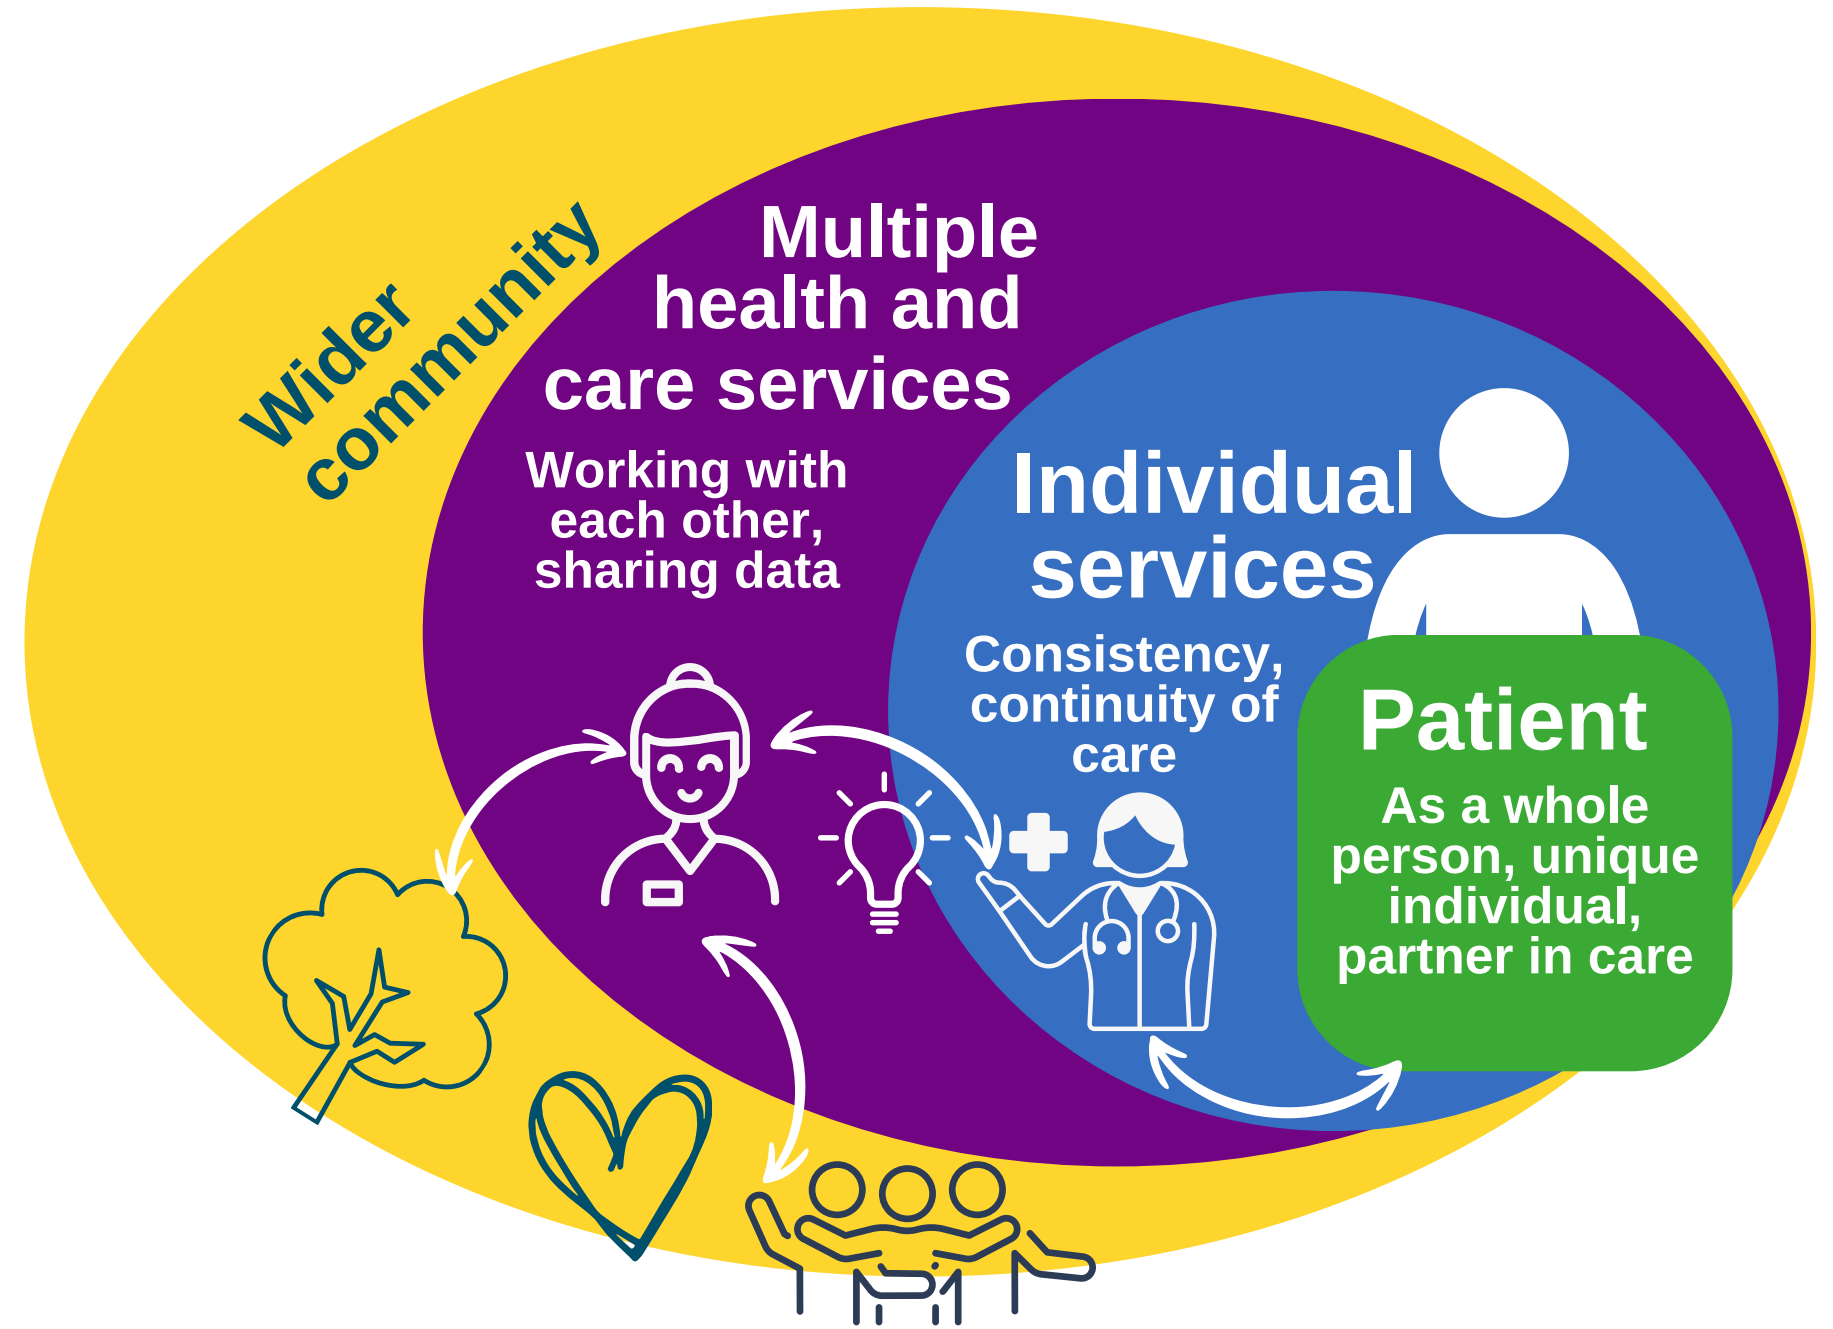 Wider
community
Multiple
health and
care services
Working with
each other,
sharing data
Individual
services
Consistency,
continuity of
care
Patient
As a whole
person, unique
individual,
partner in care